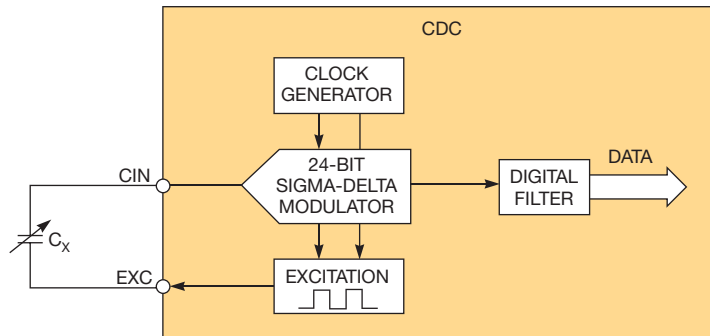 CDC
CLOCK
GENERATOR
CIN
24-BIT
SIGMA-DELTA
MODULATOR
DIGITAL
FILTER
DATA
CX
EXC
EXCITATION